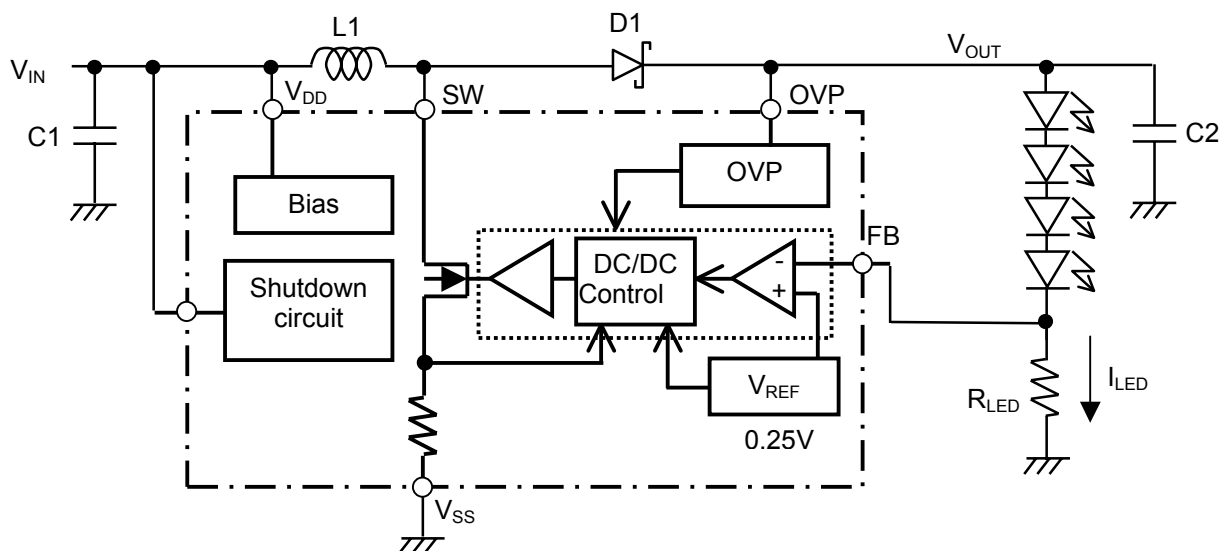 L1
D1
V_IN
V_OUT
V_DD
SW
OVP
C1
C2
OVP
Bias
FB
DC/DC
Control
-
+
Shutdown
circuit
V_REF
R_LED
I_LED
0.25V
V_SS